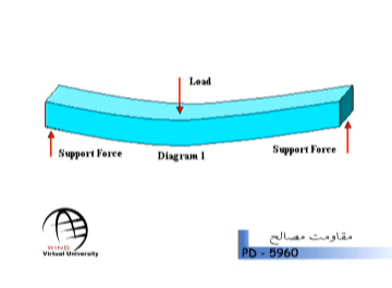 Load
Support Force
Diagram 1
Support Force
WIND
Virtual University
مقاومت مصالح
PD - 5960